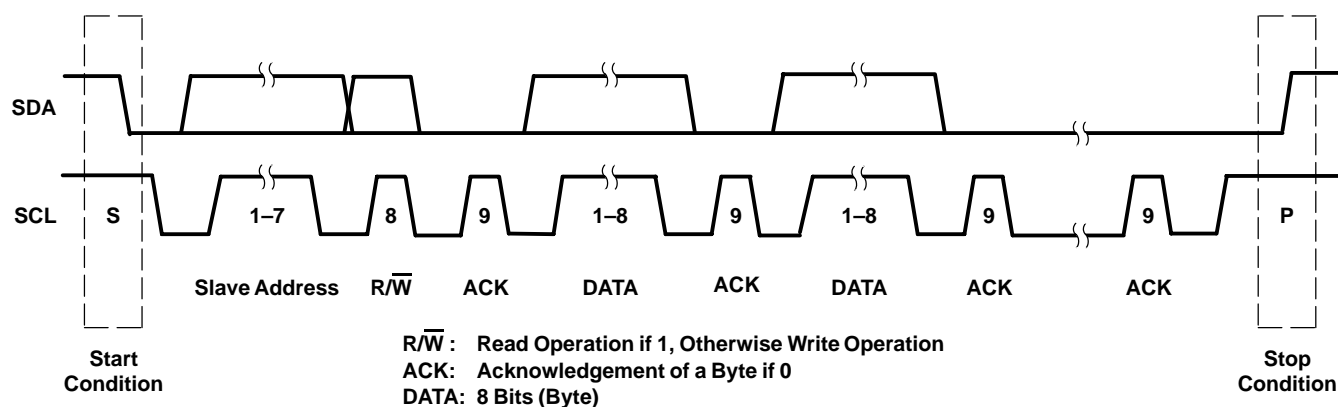 SDA
SCL
S 1–7 8 9 1–8 9 1–8 9 9 P
Slave Address R/W̅ ACK DATA ACK DATA ACK ACK
Start
Condition
Stop
Condition
R/W̅ : Read Operation if 1, Otherwise Write Operation
ACK: Acknowledgement of a Byte if 0
DATA: 8 Bits (Byte)